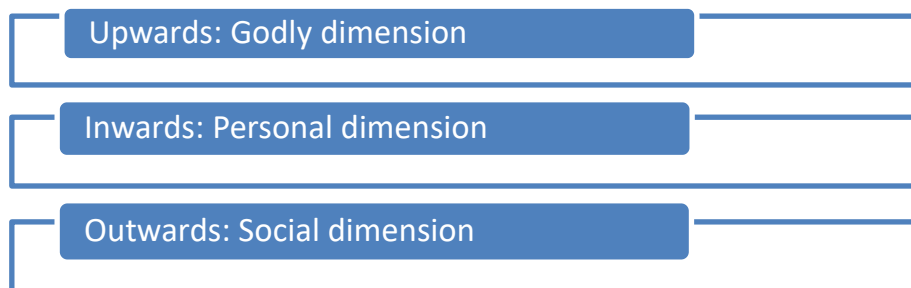 Upwards: Godly dimension
Inwards: Personal dimension
Outwards: Social dimension